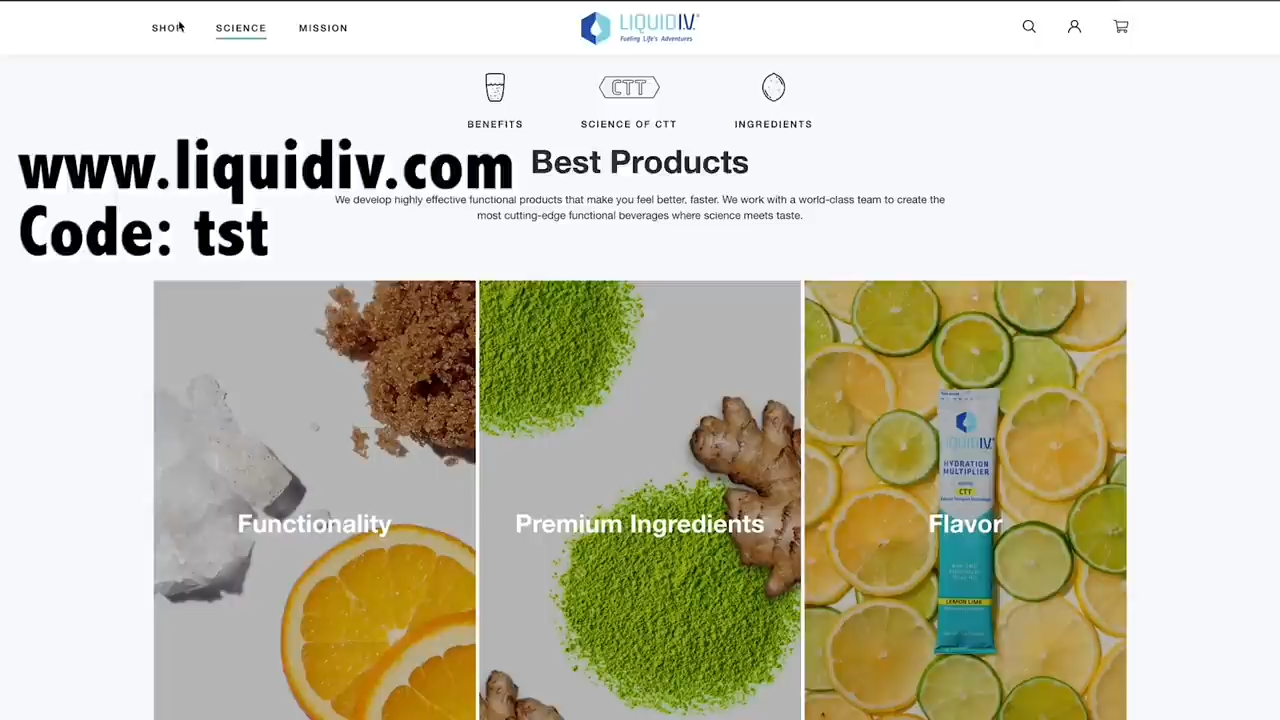 SHOP
SCIENCE
MISSION
LIQUID I.V.
Fueling Life's Adventures
CTT
BENEFITS
SCIENCE OF CTT
INGREDIENTS
www.liquidiv.com
Code: tst
Best Products
We develop highly effective functional products that make you feel better, faster. We work with a world-class team to create the
most cutting-edge functional beverages where science meets taste.
Functionality
Premium Ingredients
Flavor
LIQUID I.V.
HYDRATION
MULTIPLIER
CTT
LEMON LIME